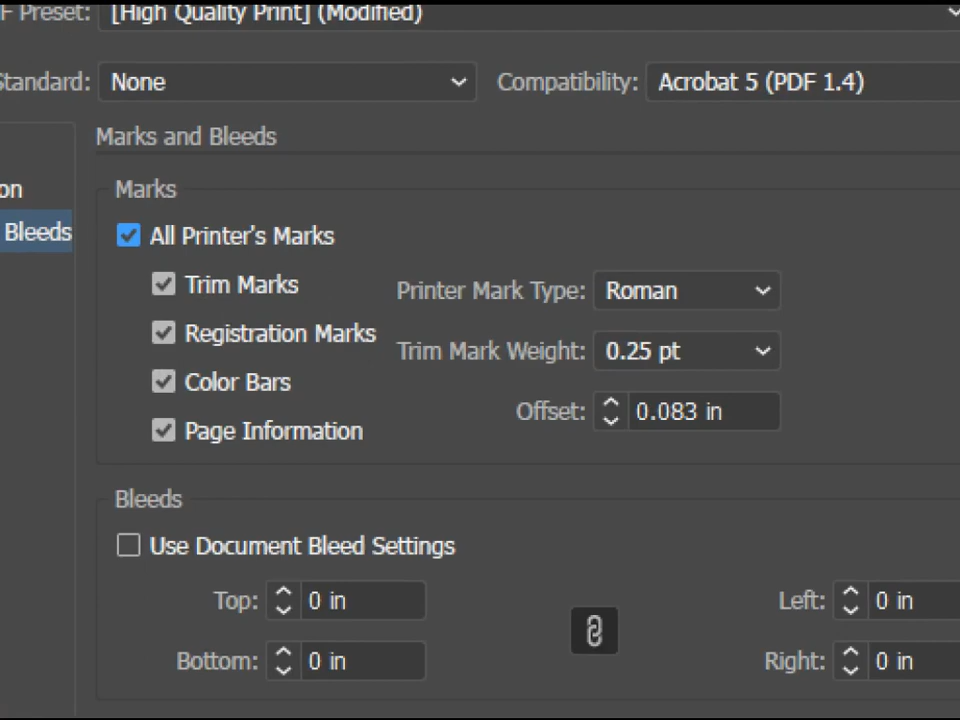 F Preset: [High Quality Print] (Modified)
Standard: None Compatibility: Acrobat 5 (PDF 1.4)
Marks and Bleeds
on
Bleeds
Marks
All Printer's Marks
Trim Marks
Registration Marks
Color Bars
Page Information
Printer Mark Type: Roman
Trim Mark Weight: 0.25 pt
Offset: 0.083 in
Bleeds
Use Document Bleed Settings
Top: 0 in
Bottom: 0 in
Left: 0 in
Right: 0 in